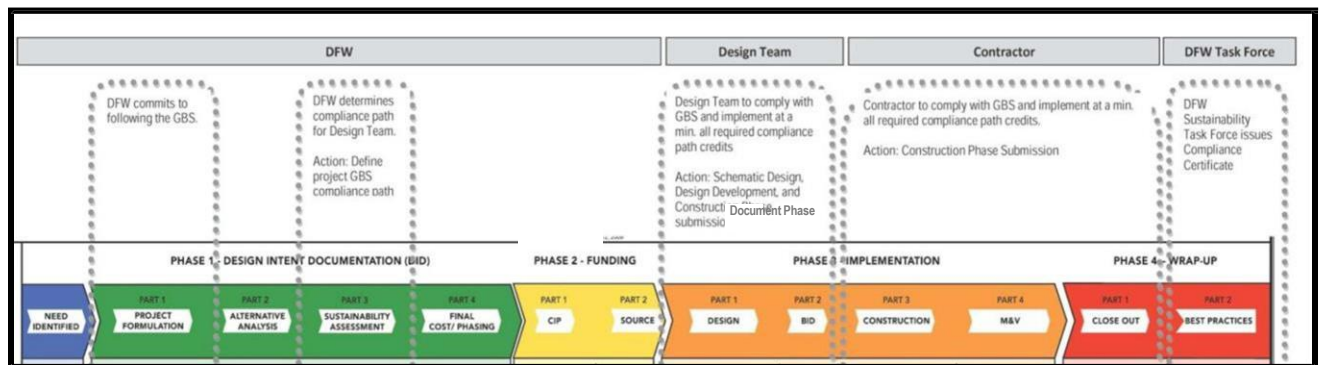 DFW
Design Team
Contractor
DFW Task Force
DFW commits to
following the GBS.
DFW determines
compliance path
for Design Team.
Action: Define
project GBS
compliance path
Design Team to comply with
GBS and implement at a
min. all required compliance
path credits
Action: Schematic Design,
Design Development, and
Constructi
Document Phase
submissio
Contractor to comply with GBS and implement at a min.
all required compliance path credits.
Action: Construction Phase Submission
DFW
Sustainability
Task Force issues
Compliance
Certificate
PHASE 1 - DESIGN INTENT DOCUMENTATION (BID)
PHASE 2 - FUNDING
PHASE 3 - IMPLEMENTATION
PHASE 4 - WRAP-UP
NEED
IDENTIFIED
PART 1
PROJECT
FORMULATION
PART 2
ALTERNATIVE
ANALYSIS
PART 3
SUSTAINABILITY
ASSESSMENT
PART 4
FINAL
COST/ PHASING
PART 1
CIP
PART 2
SOURCE
PART 1
DESIGN
PART 2
BID
PART 3
CONSTRUCTION
PART 4
M&V
PART 1
CLOSE OUT
PART 2
BEST PRACTICES